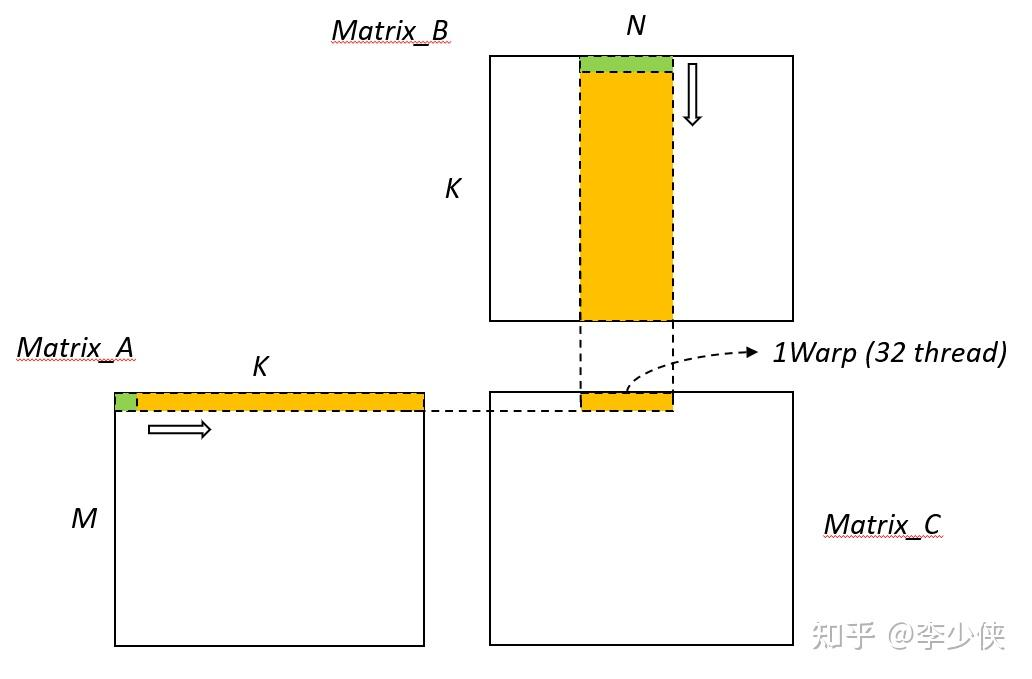 Matrix_B
N
K
Matrix_A
K
1Warp (32 thread)
M
Matrix_C
知乎 @李少侠